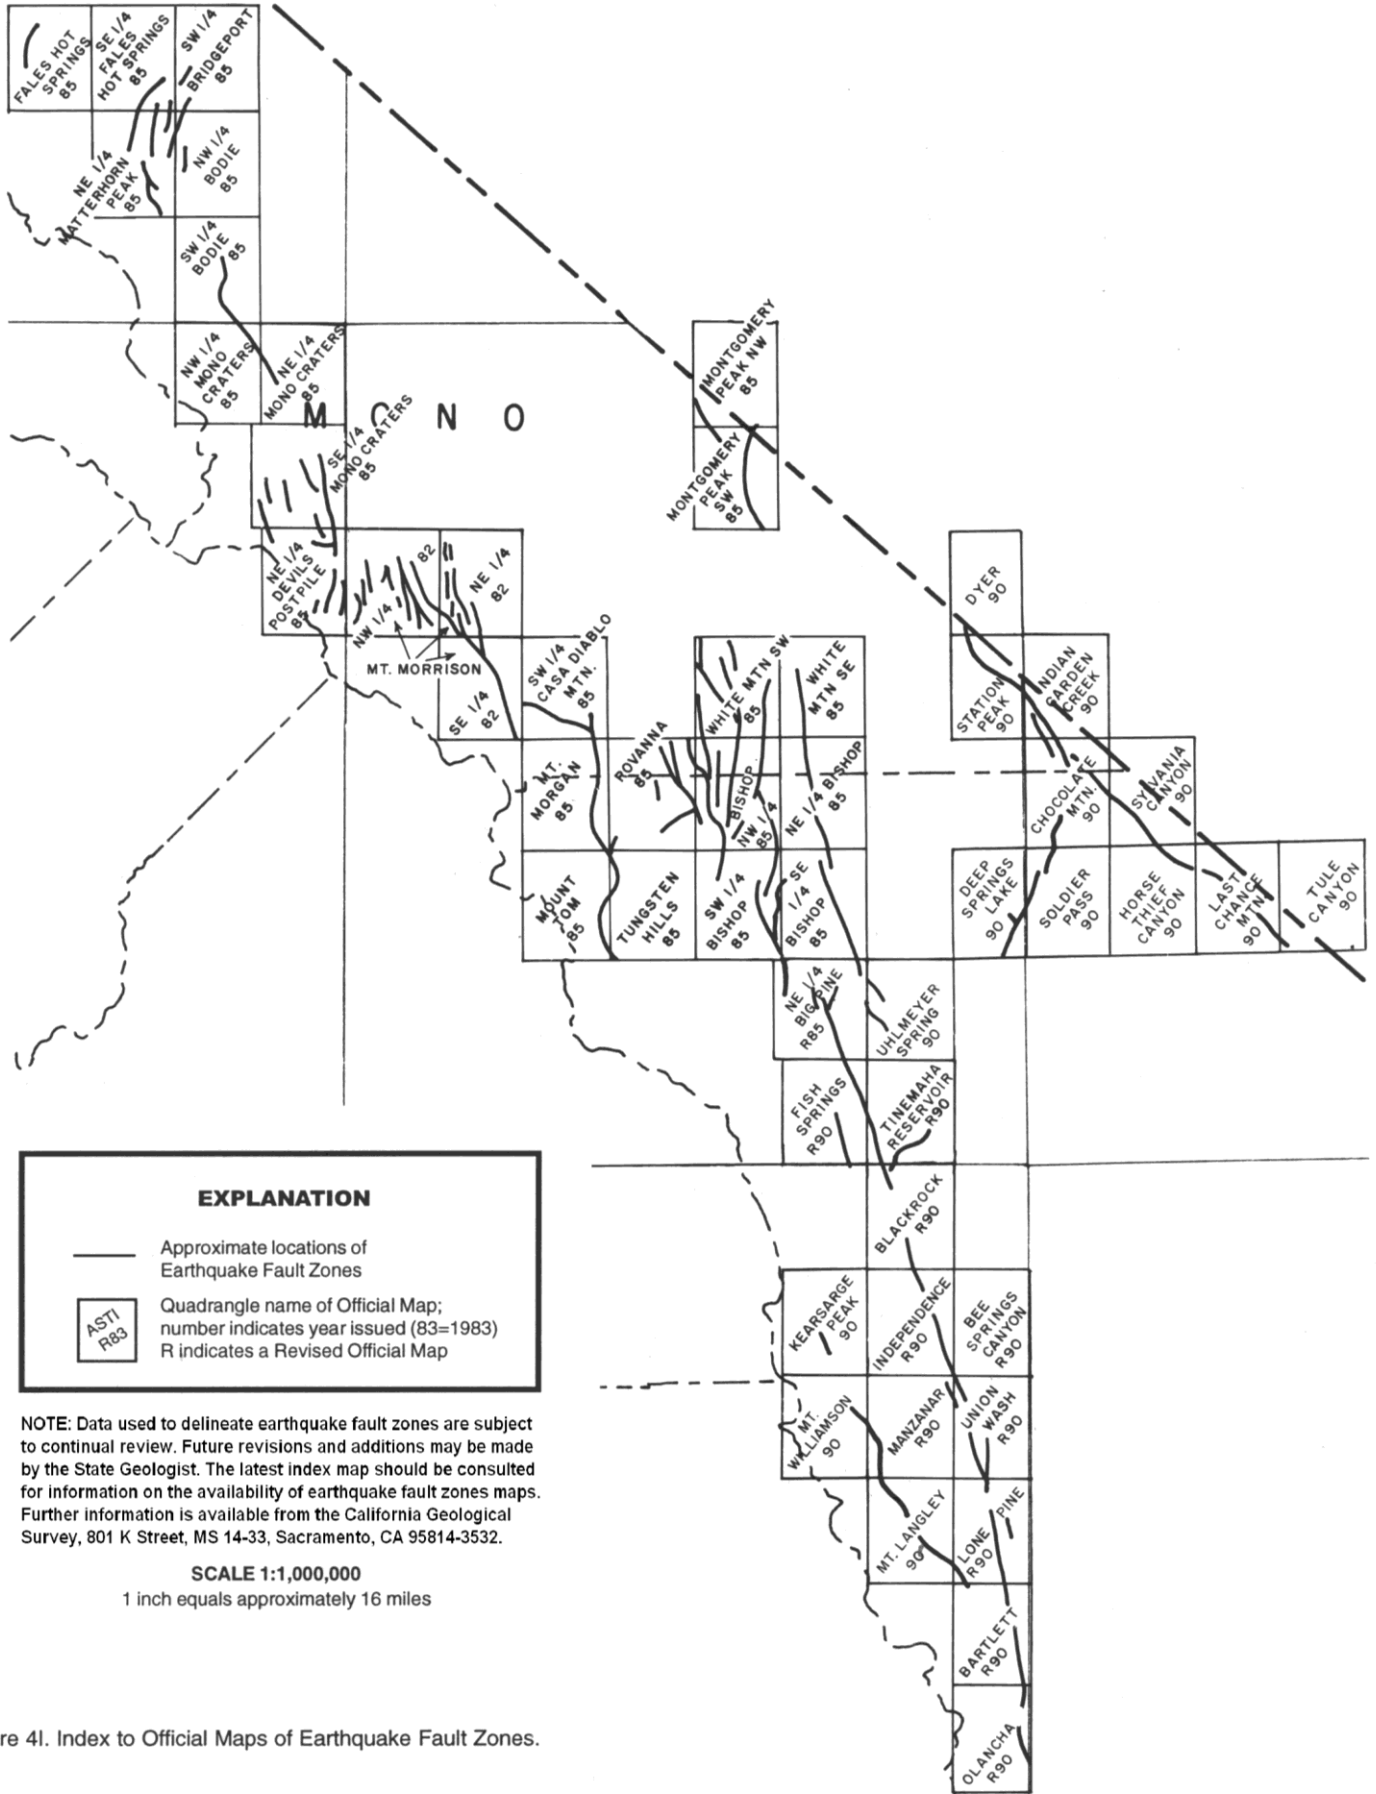 FALES HOT
SPRINGS
85
SE 1/4
FALES
HOT SPRINGS
85
SW 1/4
BRIDGEPORT
85
NE 1/4
MATTERHORN
PEAK
85
NW 1/4
BODIE
85
SW 1/4
BODIE
85
NW 1/4
MONO
CRATERS
85
NE 1/4
MONO CRATERS
85
MONO
SE 1/4
MONO CRATERS
85
MONTGOMERY
PEAK NW
85
MONTGOMERY
PEAK
SW
85
NE 1/4
DEVILS
POSTPILE
85
NW 1/4
82
NE 1/4
82
MT. MORRISON
SE 1/4
82
SW 1/4
CASA DIABLO
MTN.
85
WHITE MTN SW
85
WHITE
MTN SE
85
DYER
90
STATION
PEAK
90
INDIAN
GARDEN
CREEK
90
MT.
MORGAN
85
ROVANNA
85
BISHOP
NW 1/4
85
NE 1/4 BISHOP
85
CHOCOLATE
MTN.
90
SYLVANIA
CANYON
90
MOUNT
TOM
85
TUNGSTEN
HILLS
85
SW 1/4
BISHOP
85
SE
1/4
BISHOP
85
DEEP
SPRINGS
LAKE
90
SOLDIER
PASS
90
HORSE
THIEF
CANYON
90
LAST
CHANCE
MTN.
90
TULE
CANYON
90
NE 1/4
BIG PINE
R85
UHLMEYER
SPRING
90
FISH
SPRINGS
R90
TINEMAHA
RESERVOIR
R90
BLACKROCK
R90
KEARSARGE
PEAK
90
INDEPENDENCE
R90
BEE
SPRINGS
CANYON
R90
MT.
WILLIAMSON
90
MANZANAR
R90
UNION
WASH
R90
MT. LANGLEY
90
LONE PINE
R90
BARTLETT
R90
OLANCHA
R90
EXPLANATION
Approximate locations of
Earthquake Fault Zones
ASTI
R83
Quadrangle name of Official Map;
number indicates year issued (83=1983)
R indicates a Revised Official Map
NOTE: Data used to delineate earthquake fault zones are subject
to continual review. Future revisions and additions may be made
by the State Geologist. The latest index map should be consulted
for information on the availability of earthquake fault zones maps.
Further information is available from the California Geological
Survey, 801 K Street, MS 14-33, Sacramento, CA 95814-3532.
SCALE 1:1,000,000
1 inch equals approximately 16 miles
re 4I. Index to Official Maps of Earthquake Fault Zones.